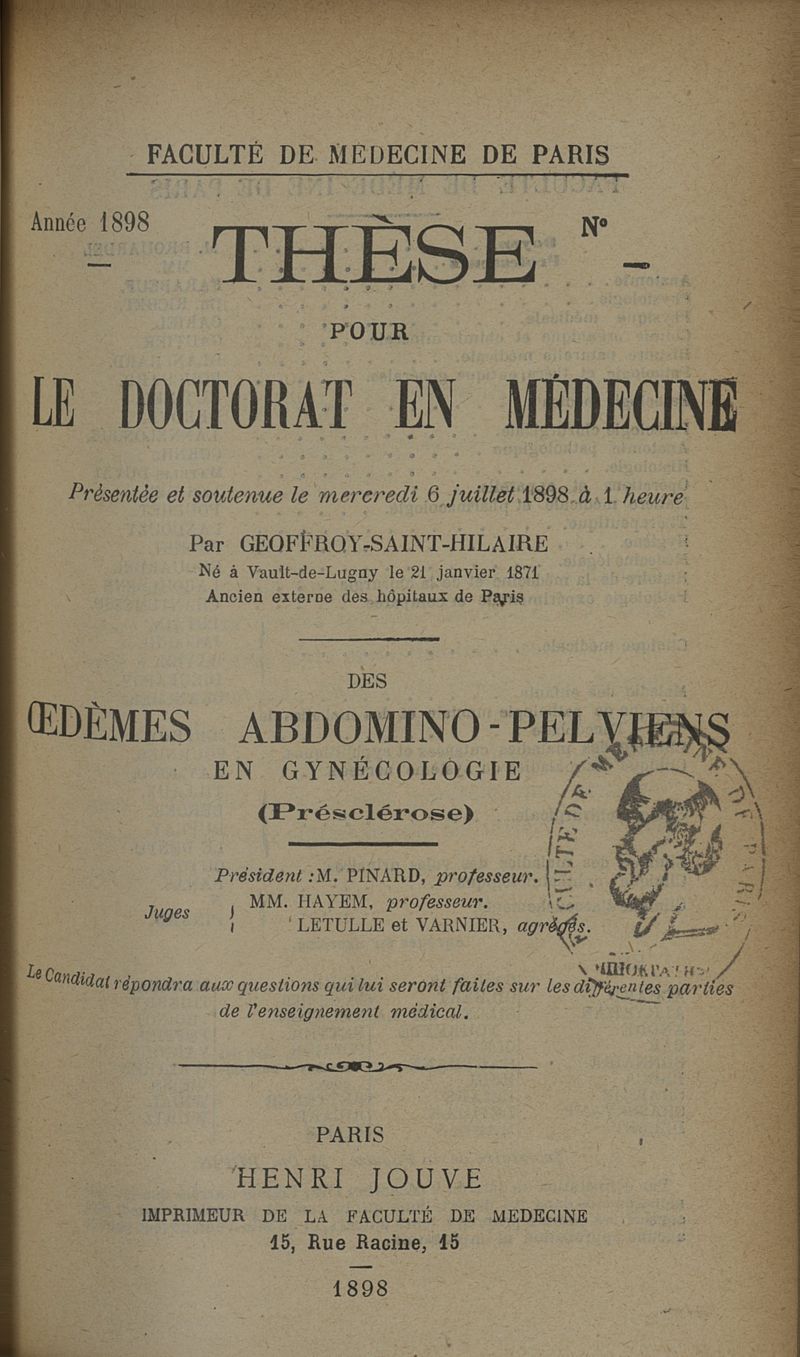 FACULTÉ DE MEDECINE DE PARIS
Année 1898
THÈSE
N°
POUR
LE DOCTORAT EN MÉDECINE
Présentée et soutenue le mercredi 6 juillet 1898 à 1 heure
Par GEOFFROY-SAINT-HILAIRE
Né à Vault-de-Lugny le 21 janvier 1871
Ancien externe des hôpitaux de Paris
DES
ŒDÈMES ABDOMINO-PELVIENS
EN GYNÉCOLOGIE
(Présclérose)
Président : M. PINARD, professeur.
Juges
MM. HAYEM, professeur.
LETULLE et VARNIER, agrégés.
Le Candidat répondra aux questions qui lui seront faites sur les différentes parties
de l'enseignement médical.
PARIS
HENRI JOUVE
IMPRIMEUR DE LA FACULTÉ DE MEDECINE
15, Rue Racine, 15
1898